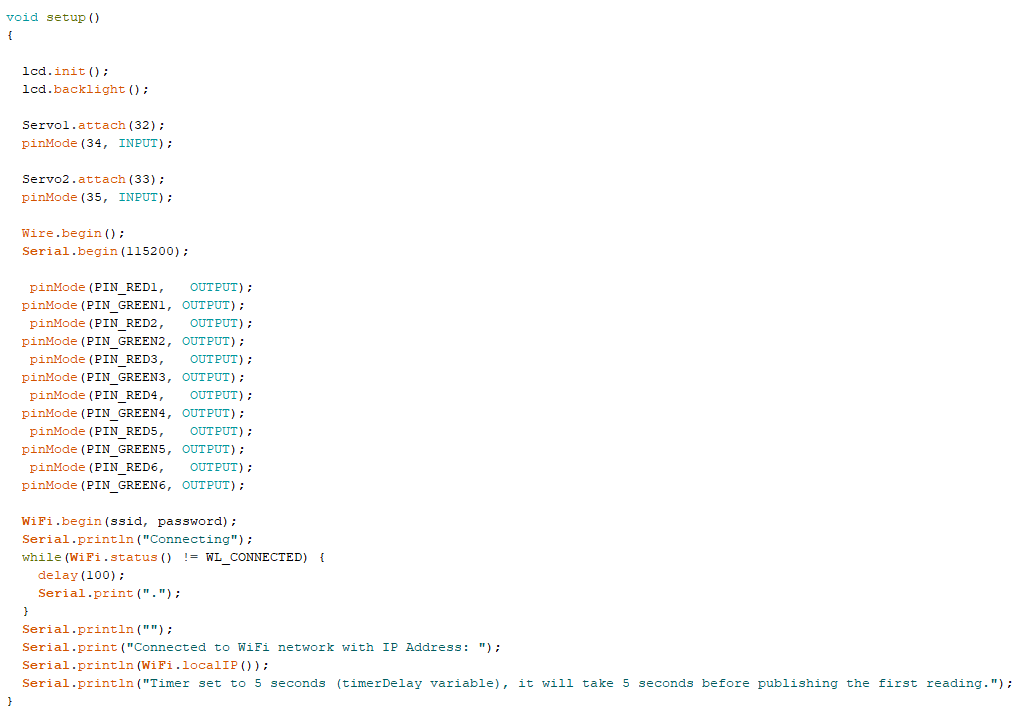 void setup()
{

  lcd.init();
  lcd.backlight();

  Servo1.attach(32);
  pinMode(34, INPUT);

  Servo2.attach(33);
  pinMode(35, INPUT);

  Wire.begin();
  Serial.begin(115200);

   pinMode(PIN_RED1,   OUTPUT);
  pinMode(PIN_GREEN1, OUTPUT);
   pinMode(PIN_RED2,   OUTPUT);
  pinMode(PIN_GREEN2, OUTPUT);
   pinMode(PIN_RED3,   OUTPUT);
  pinMode(PIN_GREEN3, OUTPUT);
   pinMode(PIN_RED4,   OUTPUT);
  pinMode(PIN_GREEN4, OUTPUT);
   pinMode(PIN_RED5,   OUTPUT);
  pinMode(PIN_GREEN5, OUTPUT);
   pinMode(PIN_RED6,   OUTPUT);
  pinMode(PIN_GREEN6, OUTPUT);

  WiFi.begin(ssid, password);
  Serial.println("Connecting");
  while(WiFi.status() != WL_CONNECTED) {
    delay(100);
    Serial.print(".");
  }
  Serial.println("");
  Serial.print("Connected to WiFi network with IP Address: ");
  Serial.println(WiFi.localIP());
  Serial.println("Timer set to 5 seconds (timerDelay variable), it will take 5 seconds before publishing the first reading.");
}